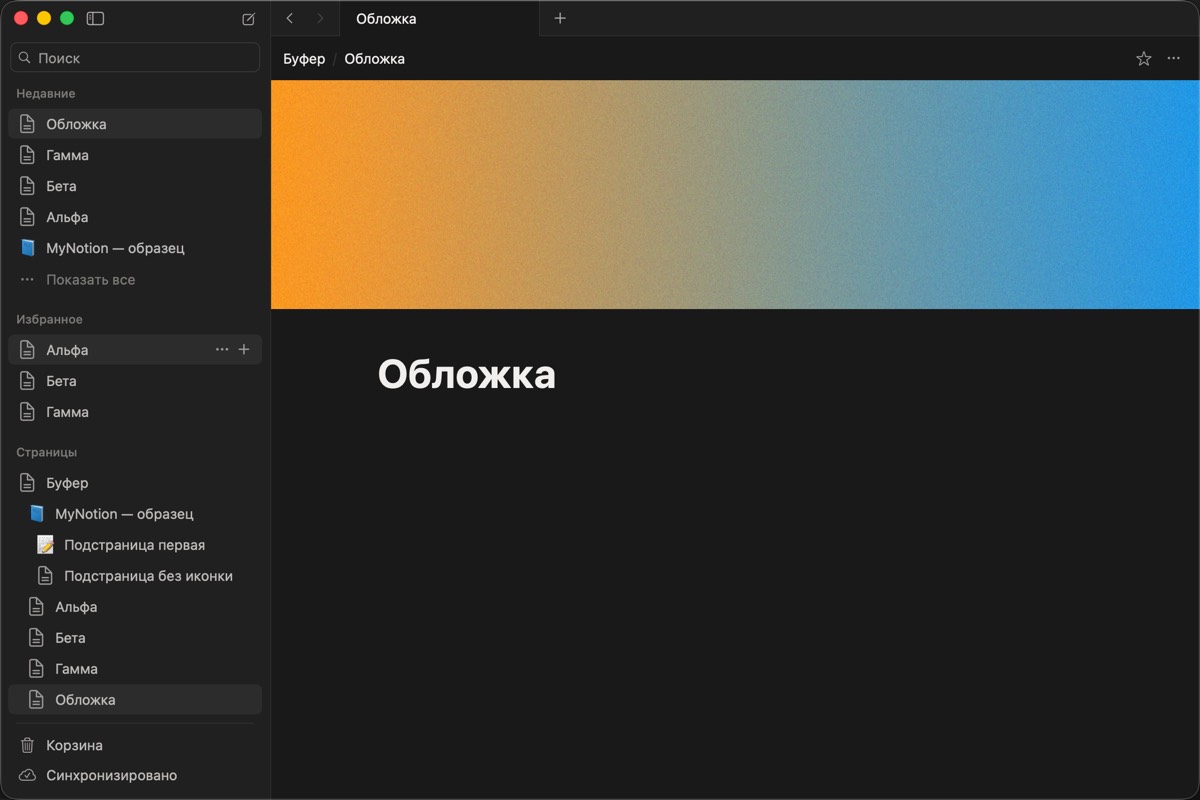 Обложка
Поиск
Буфер / Обложка
Недавние
Обложка
Гамма
Бета
Альфа
MyNotion — образец
Показать все
Избранное
Альфа
Бета
Гамма
Страницы
Буфер
MyNotion — образец
Подстраница первая
Подстраница без иконки
Альфа
Бета
Гамма
Обложка
Корзина
Синхронизировано
Обложка